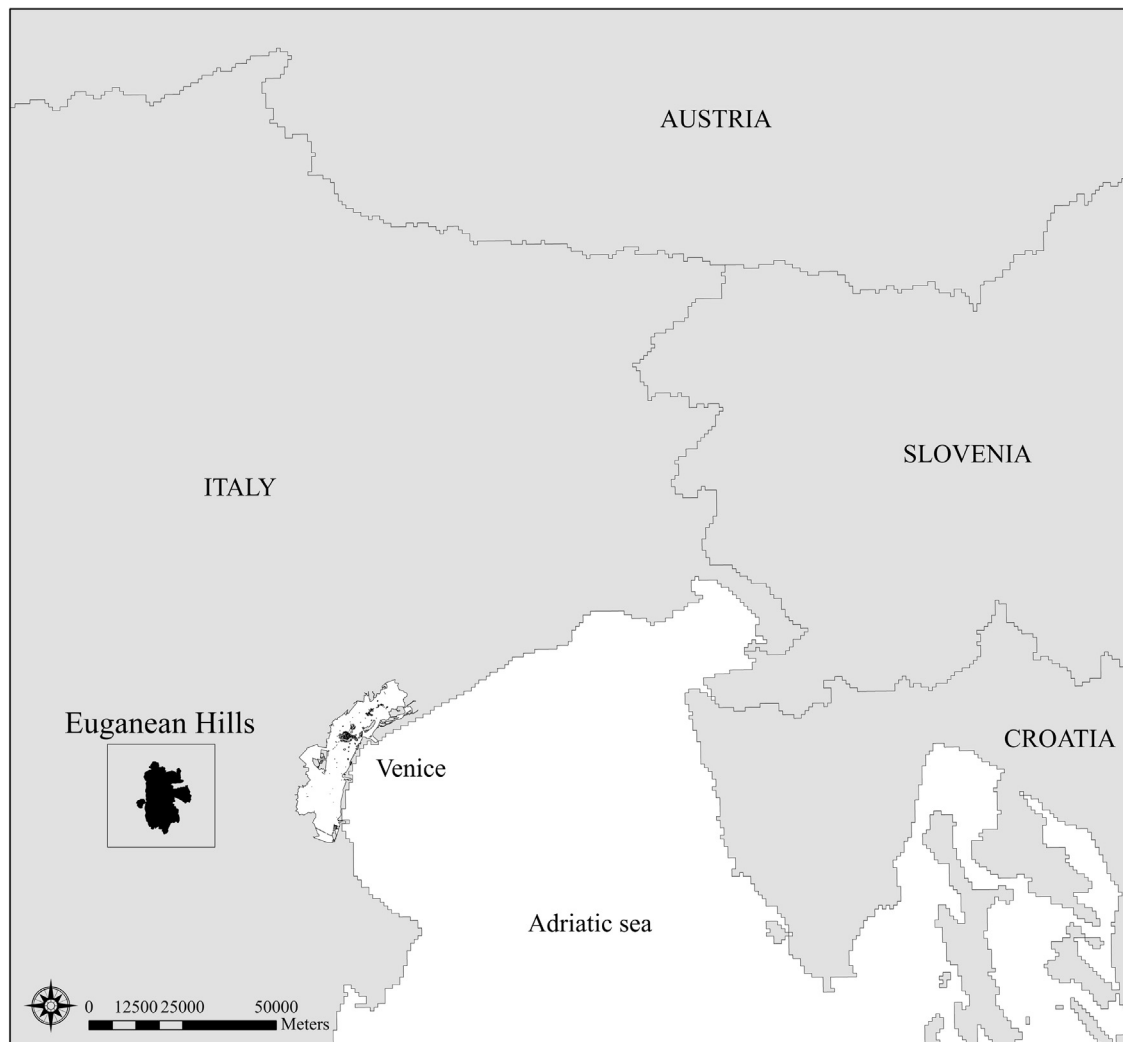 AUSTRIA
SLOVENIA
ITALY
Euganean Hills
CROATIA
Venice
Adriatic sea
0 12500 25000 50000
Meters